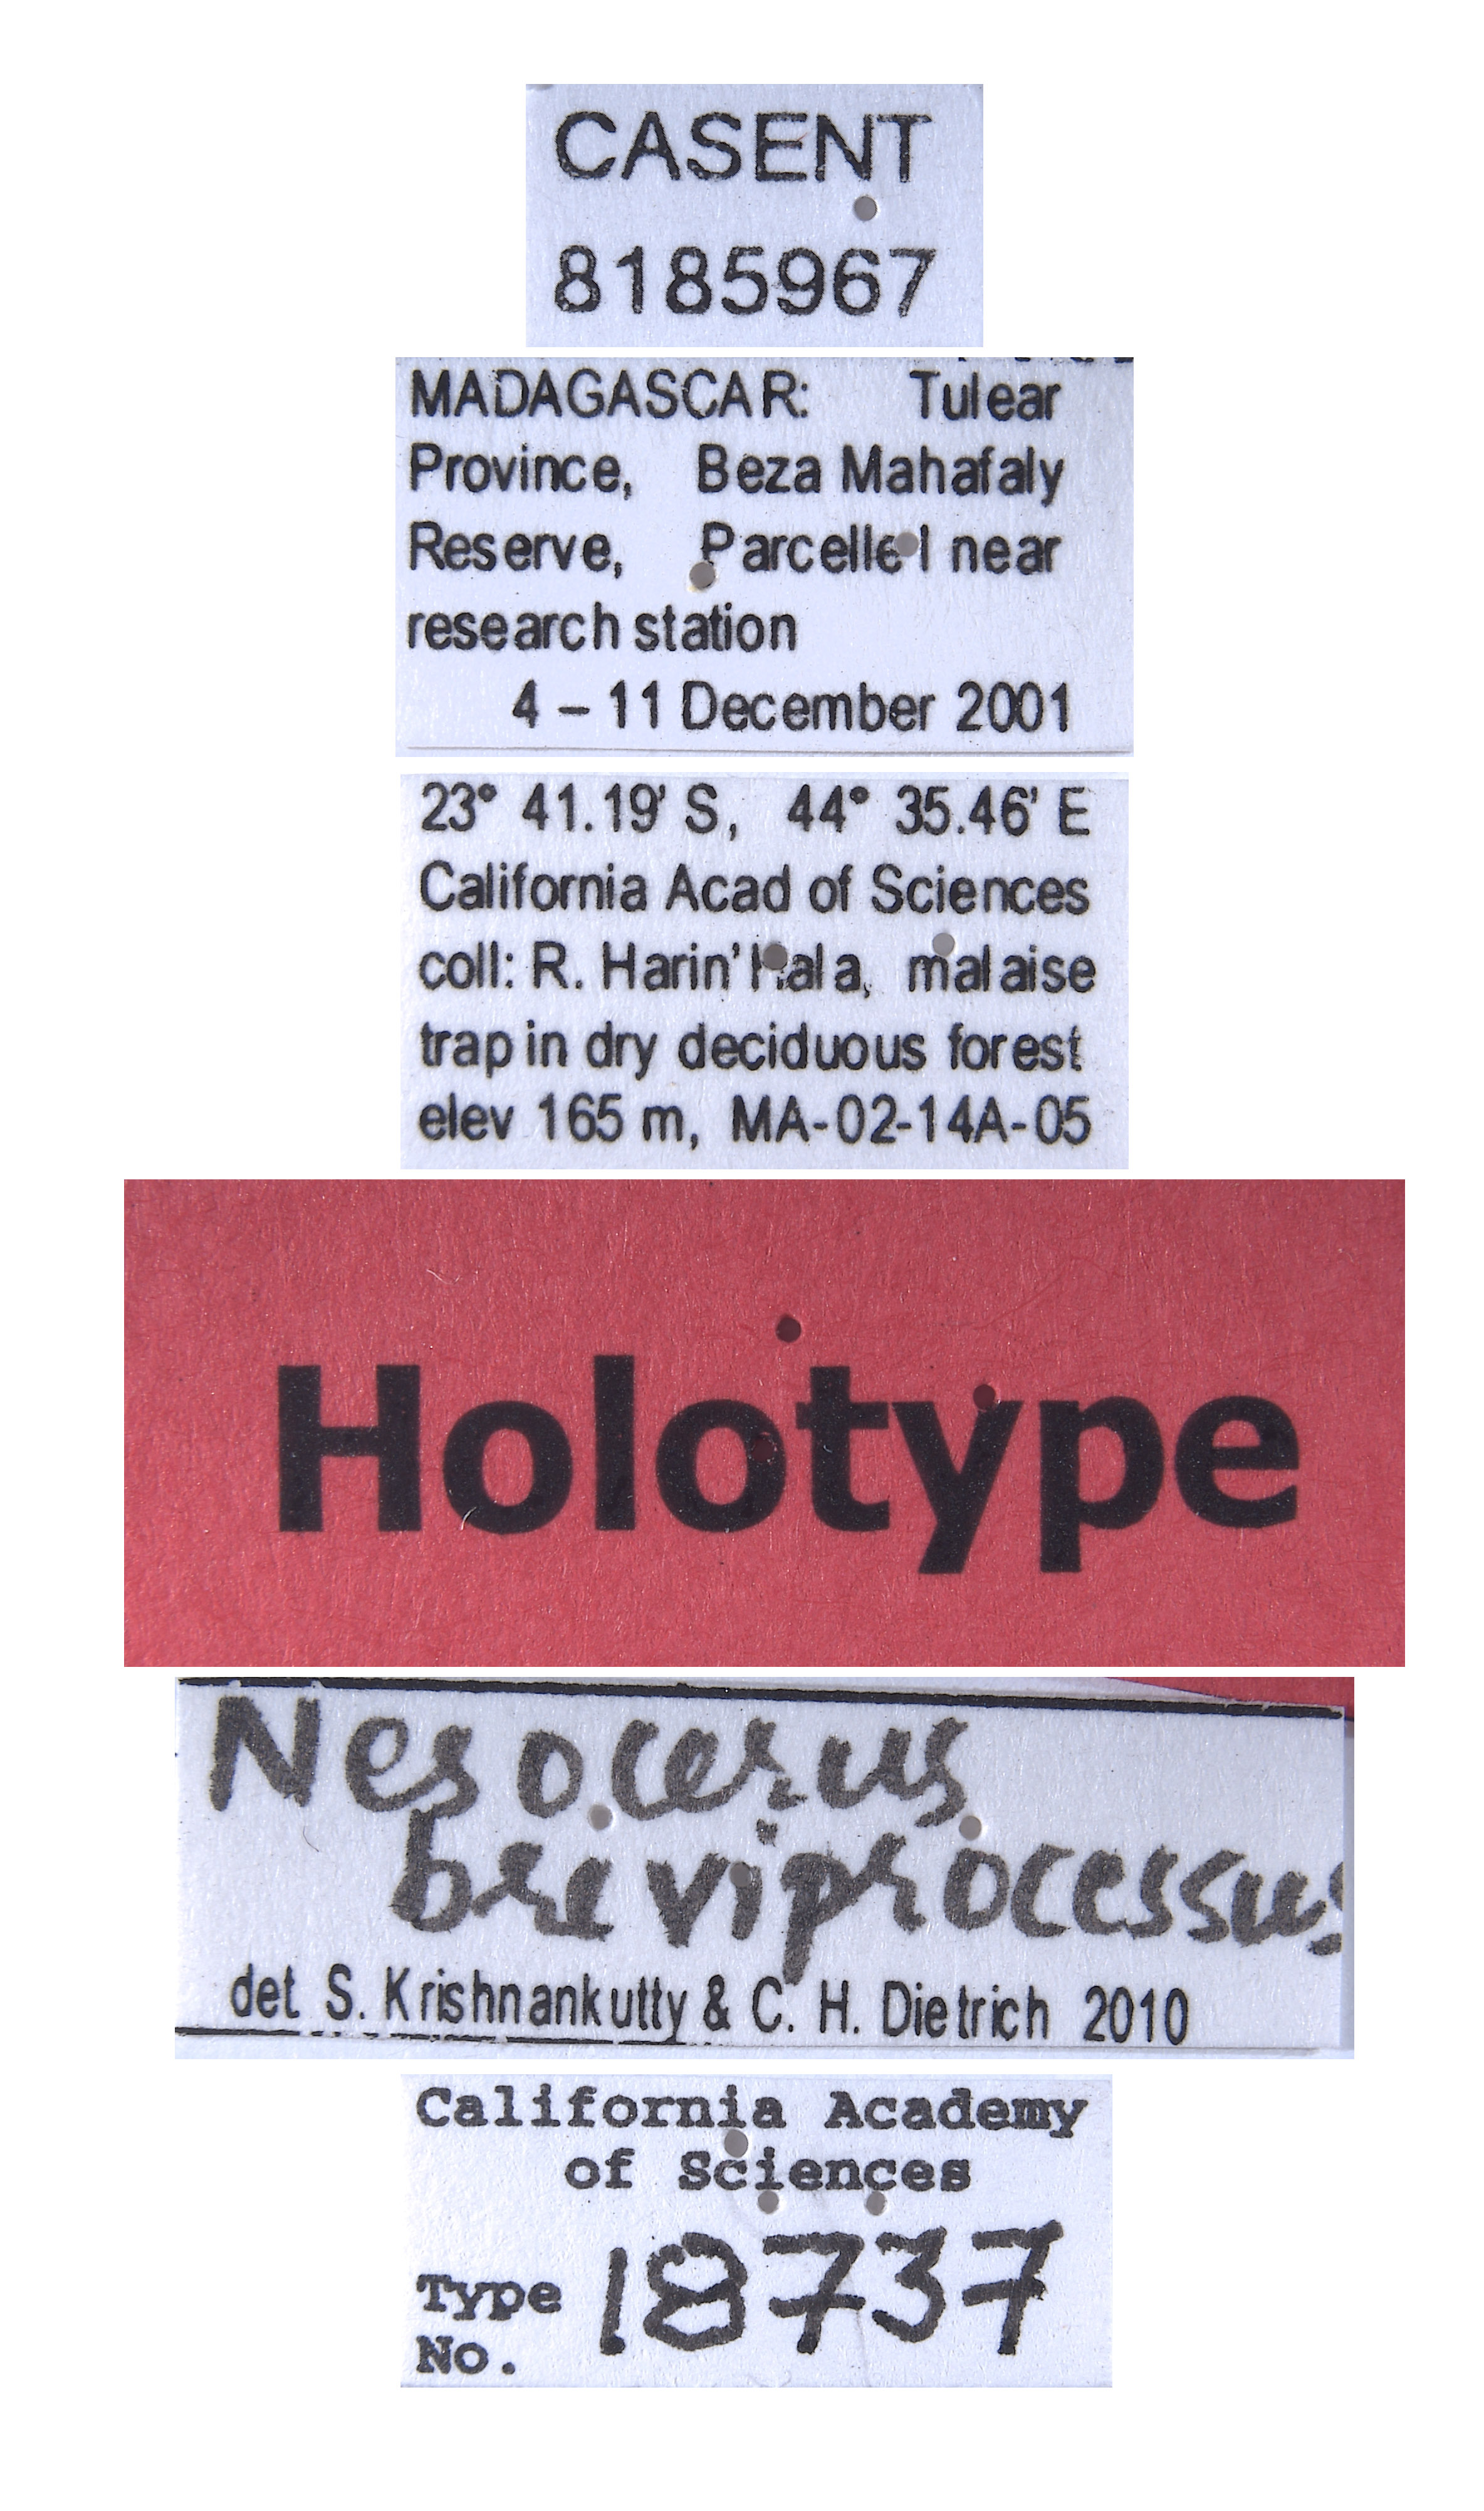 CASENT
8185967
MADAGASCAR: Tulear
Province, Beza Mahafaly
Reserve, Parcelle I near
research station
4 – 11 December 2001
23° 41.19' S, 44° 35.46' E
California Acad of Sciences
coll: R. Harin'Hala, malaise
trap in dry deciduous forest
elev 165 m, MA-02-14A-05
Holotype
Nesocerus
breviprocessus
det S. Krishnankutty & C. H. Dietrich 2010
California Academy
of Sciences
Type 18737
No.